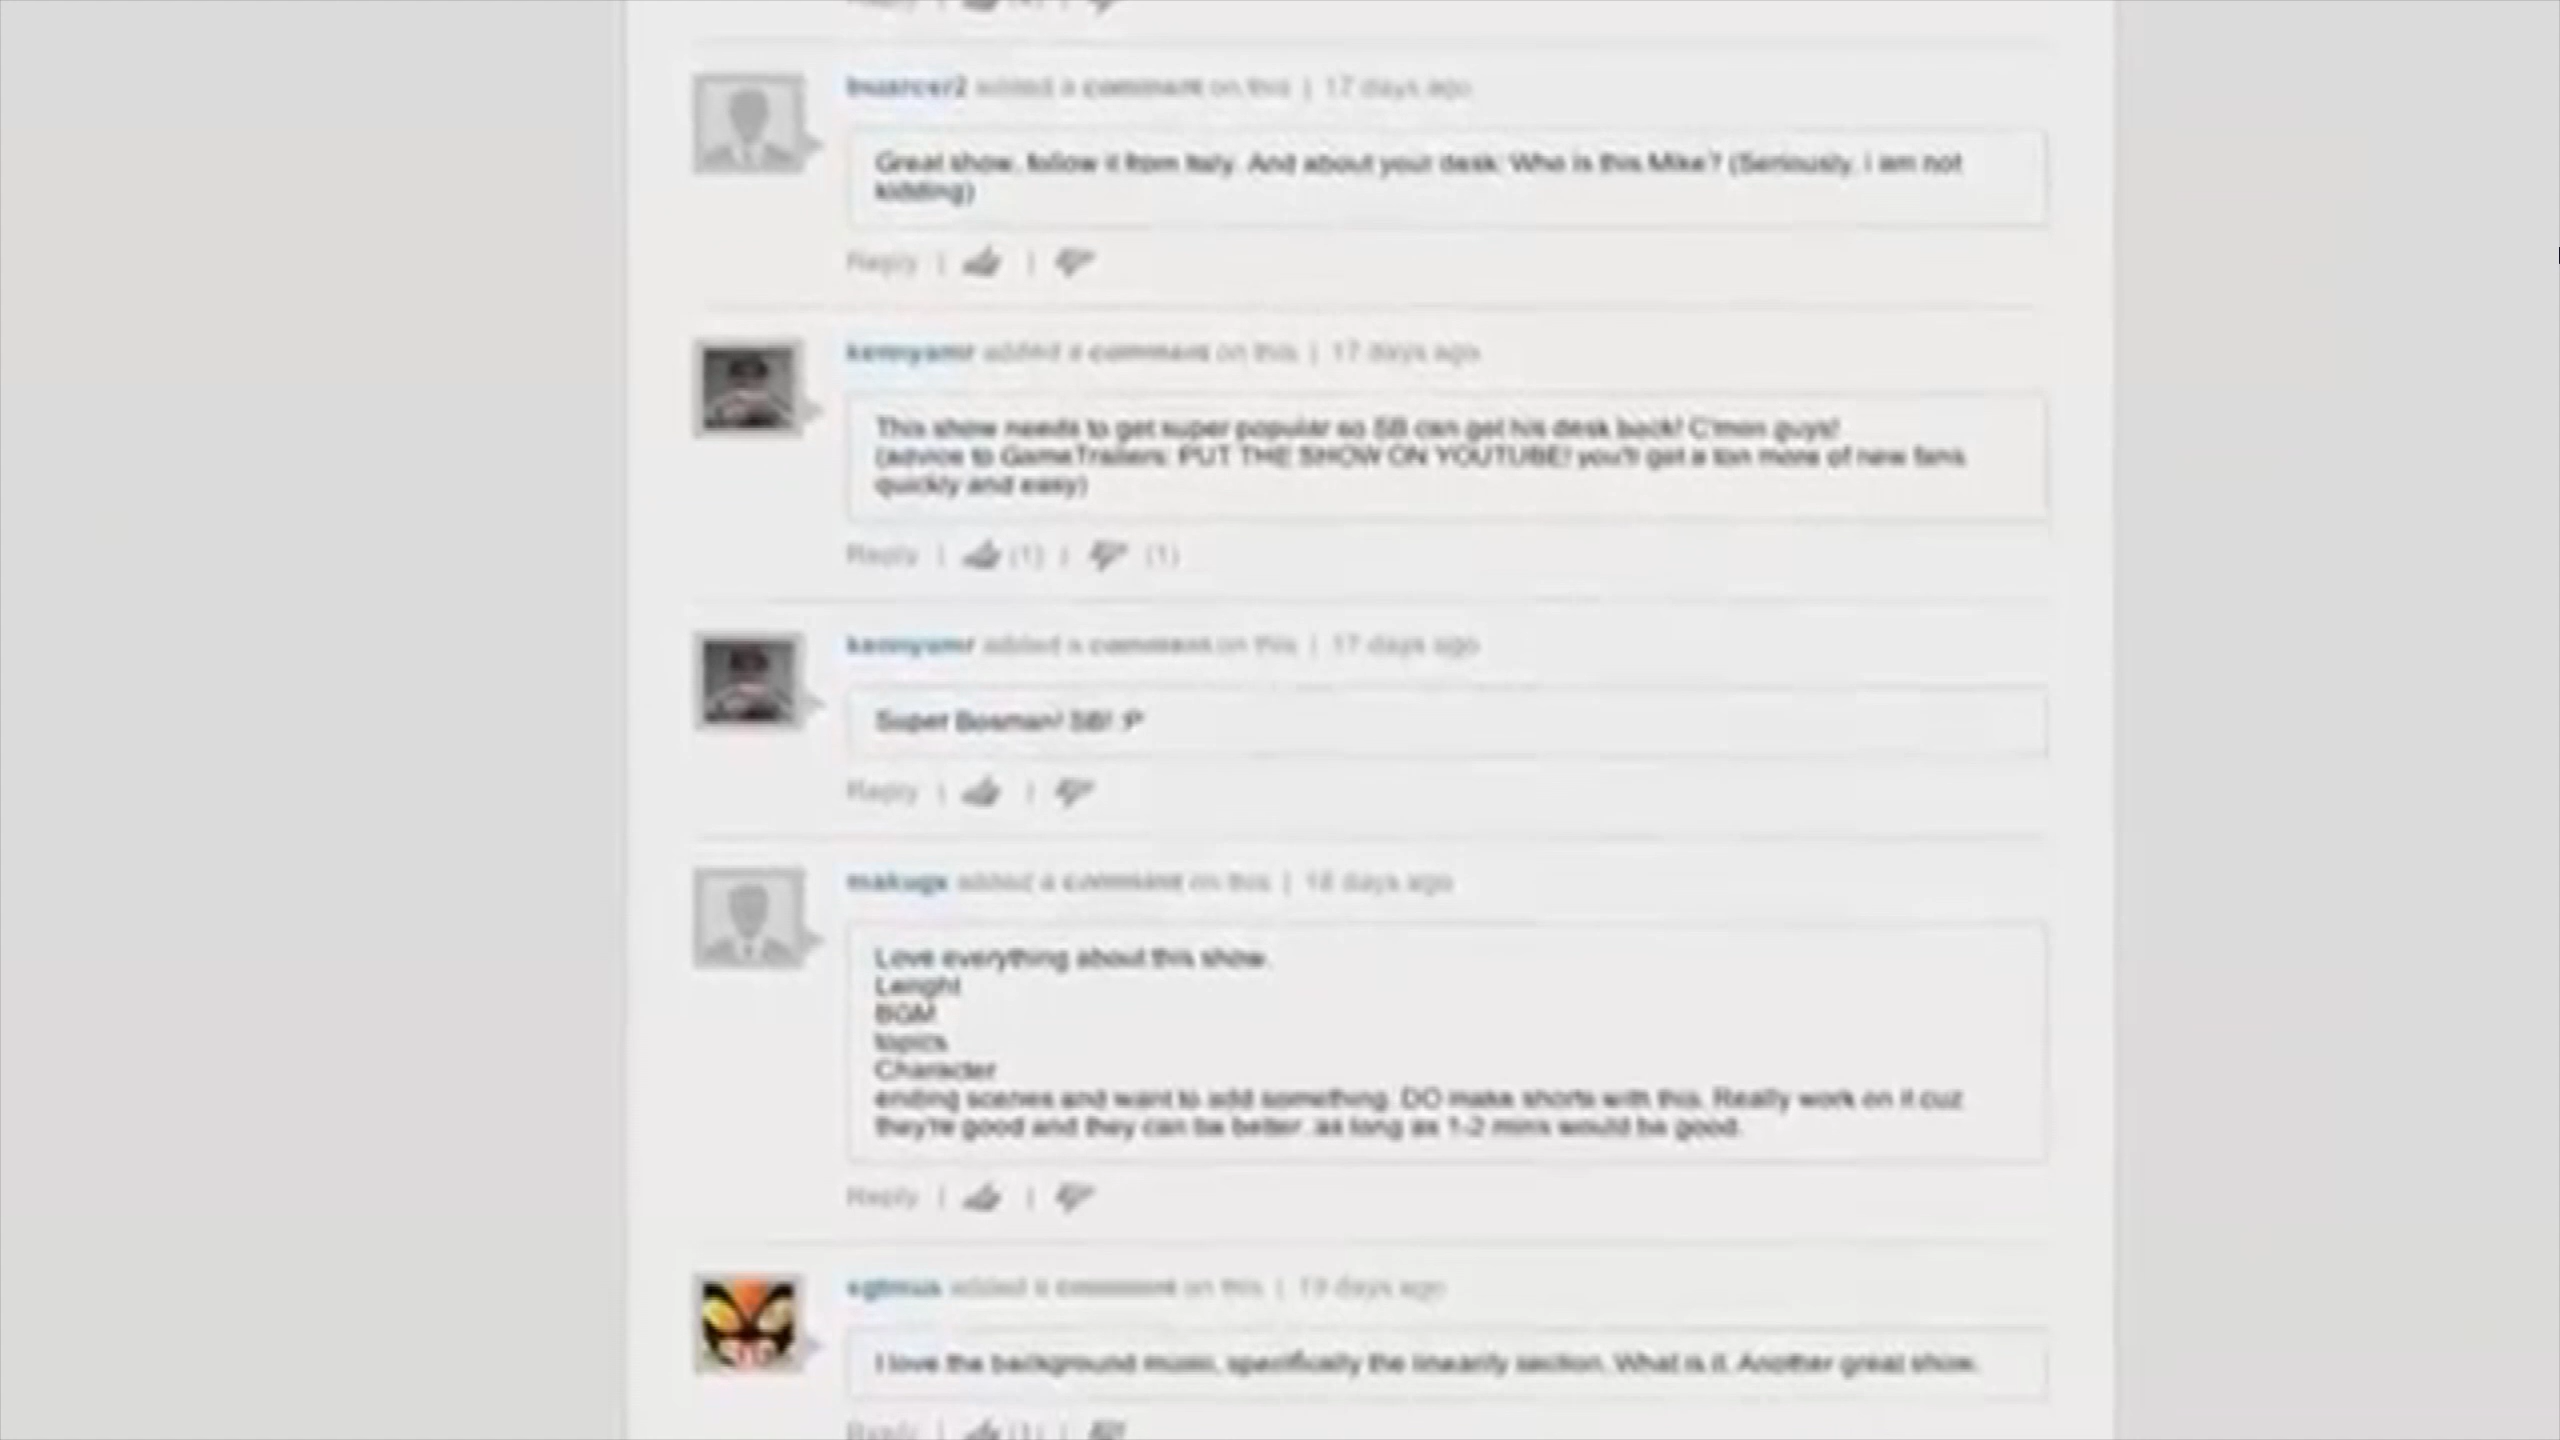 added a comment on this | 17 days ago
Great show, follow it from Italy. And about your desk: Who is this Mike? (Seriously, i am not
kidding)
Reply | |
kennyamr added a comment on this | 17 days ago
This show needs to get super popular so SB can get his desk back! C'mon guys!
(advice to GameTrailers: PUT THE SHOW ON YOUTUBE! you'll get a ton more of new fans
quickly and easy)
Reply | (1) | (1)
kennyamr added a comment on this | 17 days ago
Super Bosman! SB! :P
Reply | |
makugx added a comment on this | 18 days ago
Love everything about this show.
Lenght
BGM
topics
Character
ending scenes and want to add something. DO make shorts with this. Really work on it cuz
they're good and they can be better. as long as 1-2 mins would be good.
Reply | |
added a comment on this | 19 days ago
I love the background music, specifically the linearity section. What is it. Another great show.
Reply | (1) |